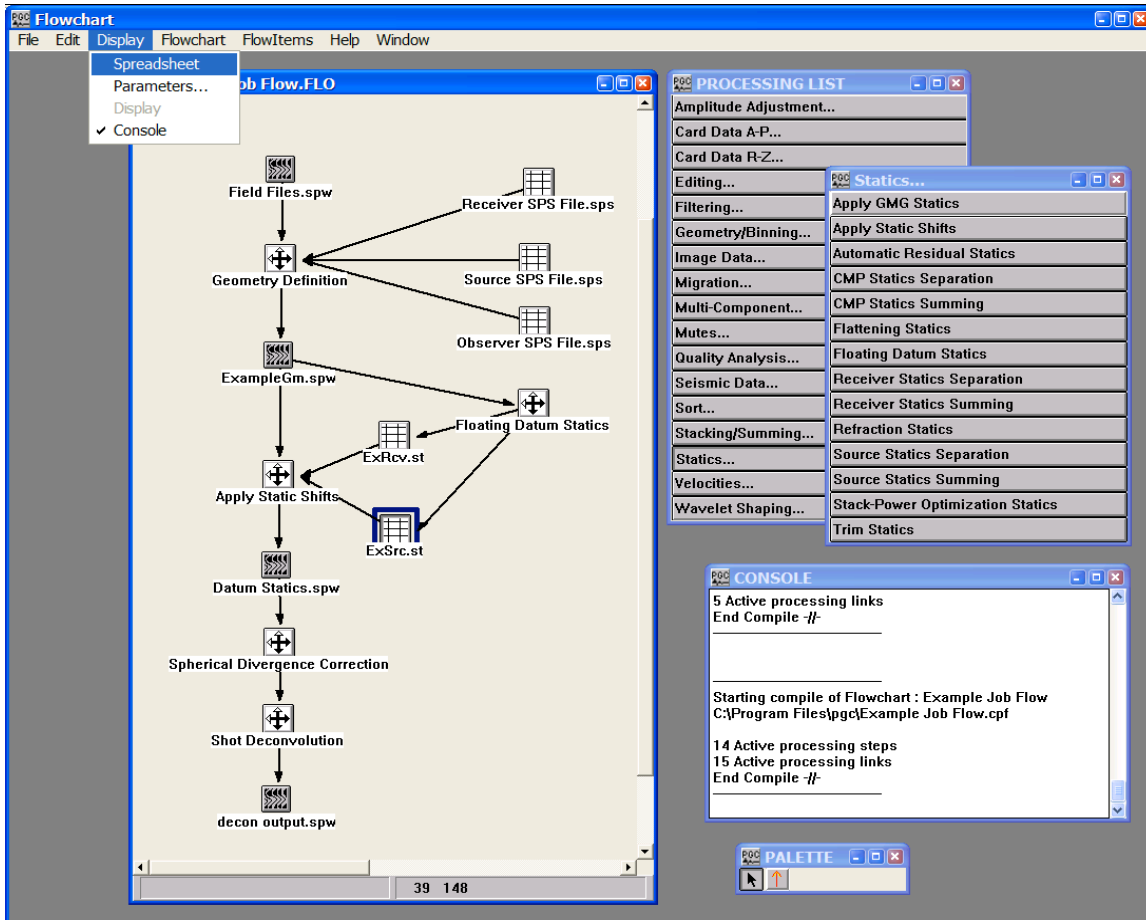 PGC Flowchart
File Edit Display Flowchart FlowItems Help Window
Spreadsheet
Parameters...
Display
✓ Console
ob Flow.FLO
Field Files.spw
Receiver SPS File.sps
Geometry Definition
Source SPS File.sps
Observer SPS File.sps
ExampleGm.spw
Floating Datum Statics
ExRcv.st
Apply Static Shifts
ExSrc.st
Datum Statics.spw
Spherical Divergence Correction
Shot Deconvolution
decon output.spw
39 148
PGC PROCESSING LIST
Amplitude Adjustment...
Card Data A-P...
Card Data R-Z...
Editing...
Filtering...
Geometry/Binning...
Image Data...
Migration...
Multi-Component...
Mutes...
Quality Analysis...
Seismic Data...
Sort...
Stacking/Summing...
Statics...
Velocities...
Wavelet Shaping...
PGC Statics...
Apply GMG Statics
Apply Static Shifts
Automatic Residual Statics
CMP Statics Separation
CMP Statics Summing
Flattening Statics
Floating Datum Statics
Receiver Statics Separation
Receiver Statics Summing
Refraction Statics
Source Statics Separation
Source Statics Summing
Stack-Power Optimization Statics
Trim Statics
PGC CONSOLE
5 Active processing links
End Compile -//-
Starting compile of Flowchart : Example Job Flow
C:\Program Files\pgc\Example Job Flow.cpf
14 Active processing steps
15 Active processing links
End Compile -//-
PGC PALETTE